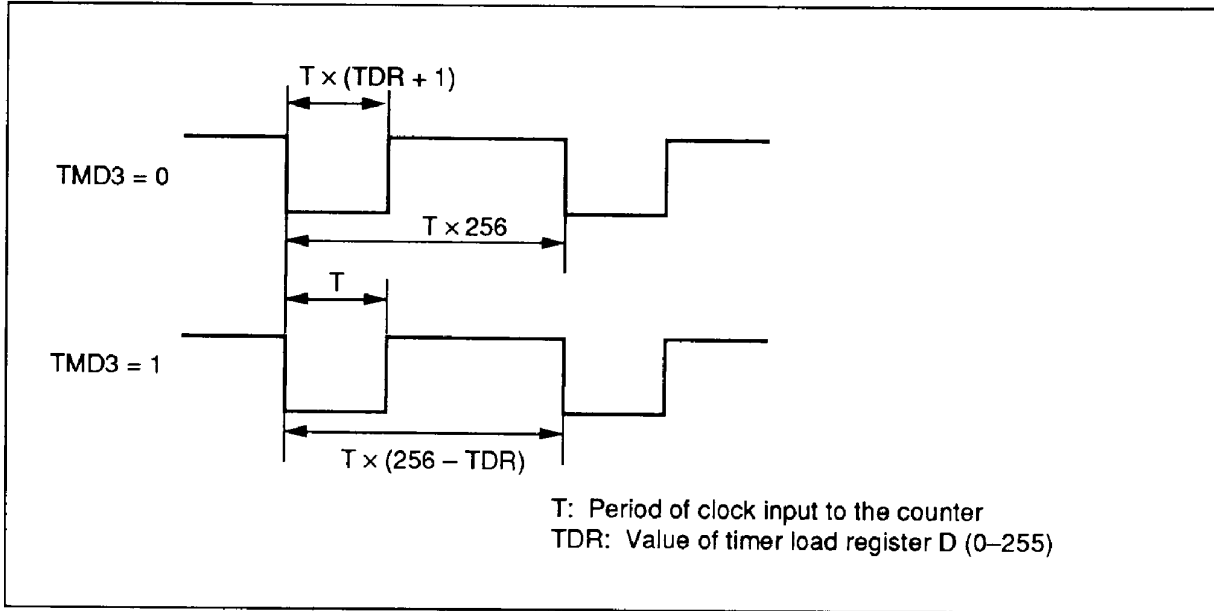 T × (TDR + 1)
TMD3 = 0
T × 256
T
TMD3 = 1
T × (256 – TDR)
T: Period of clock input to the counter
TDR: Value of timer load register D (0–255)